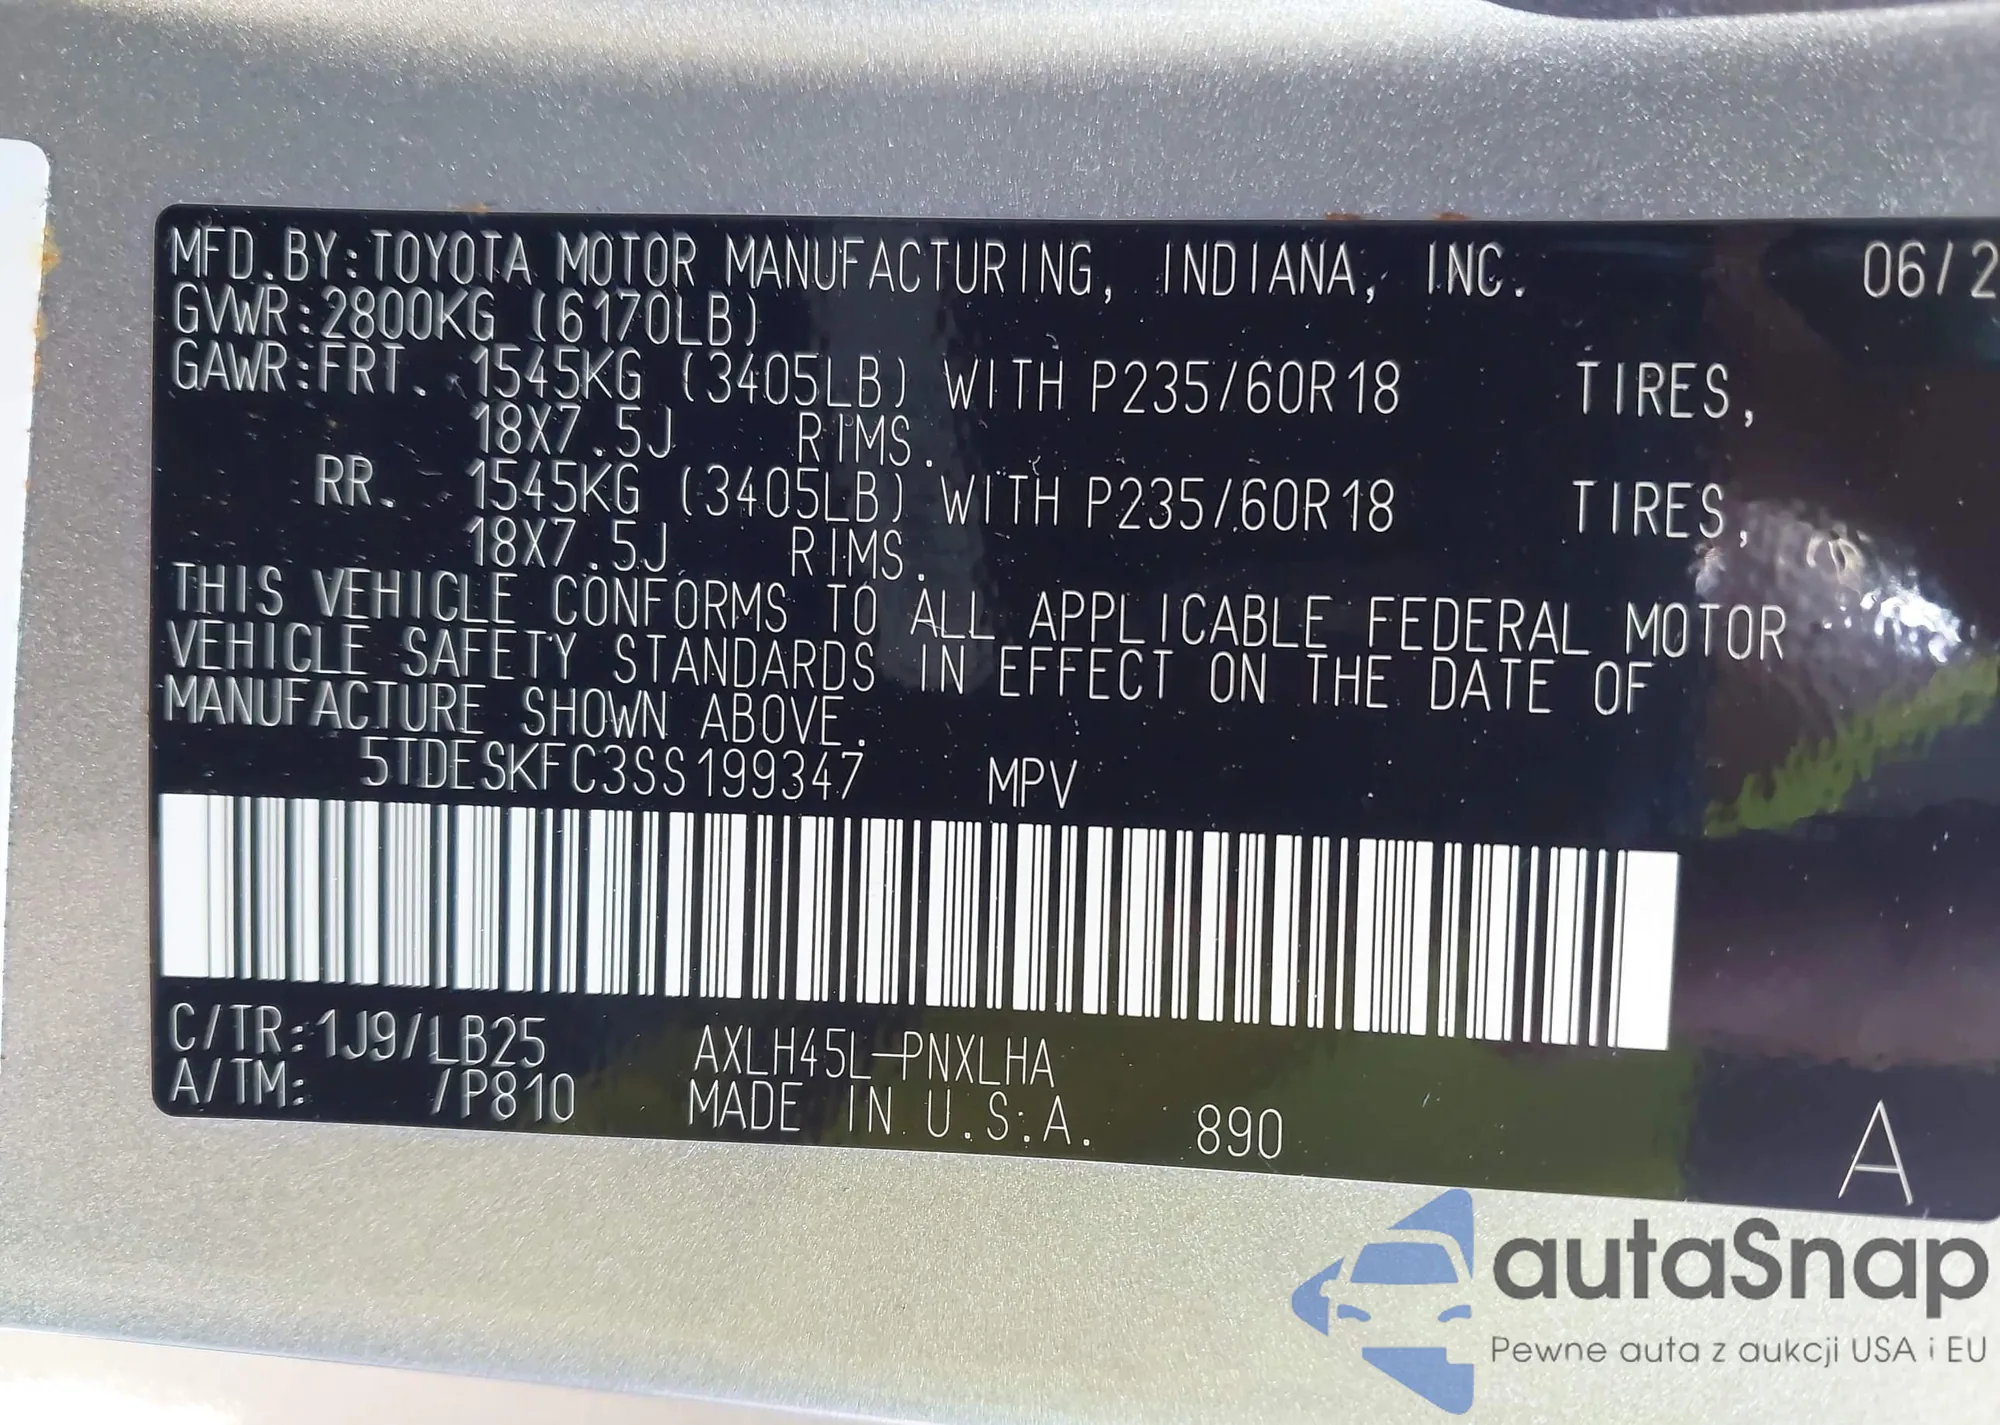 MFD.BY:TOYOTA MOTOR MANUFACTURING, INDIANA, INC. 06/2
GVWR:2800KG (6170LB)
GAWR:FRT. 1545KG (3405LB) WITH P235/60R18 TIRES,
18X7.5J RIMS.
RR. 1545KG (3405LB) WITH P235/60R18 TIRES,
18X7.5J RIMS.
THIS VEHICLE CONFORMS TO ALL APPLICABLE FEDERAL MOTOR
VEHICLE SAFETY STANDARDS IN EFFECT ON THE DATE OF
MANUFACTURE SHOWN ABOVE.
5TDESKFC3SS199347 MPV
C/TR:1J9/LB25 AXLH45L-PNXLHA
A/TM: /P810 MADE IN U.S.A. 890
A
autaSnap
Pewne auta z aukcji USA i EU